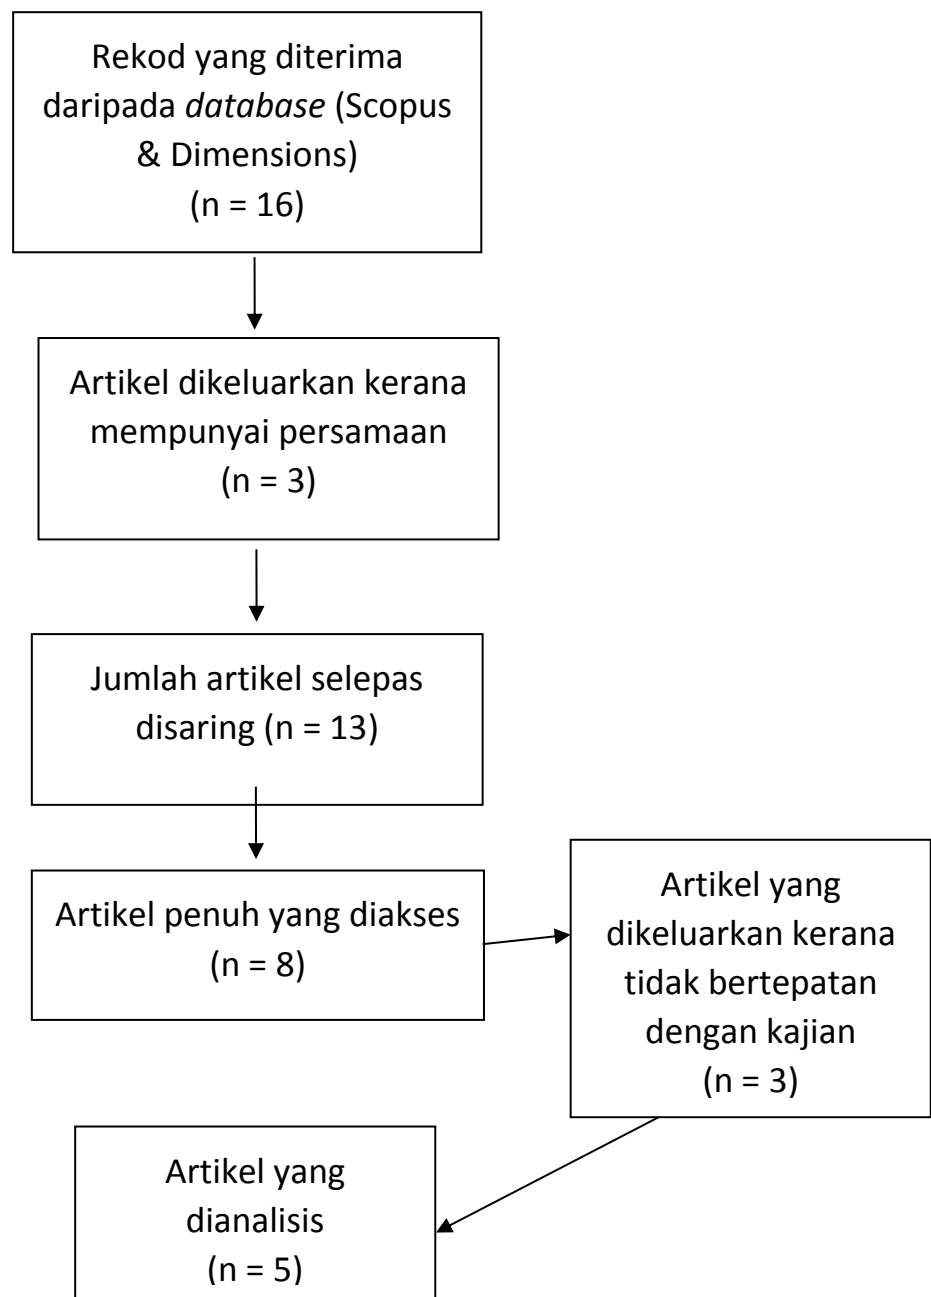 Rekod yang diterima
daripada database (Scopus
& Dimensions)
(n = 16)
Artikel dikeluarkan kerana
mempunyai persamaan
(n = 3)
Jumlah artikel selepas
disaring (n = 13)
Artikel penuh yang diakses
(n = 8)
Artikel yang
dikeluarkan kerana
tidak bertepatan
dengan kajian
(n = 3)
Artikel yang
dianalisis
(n = 5)